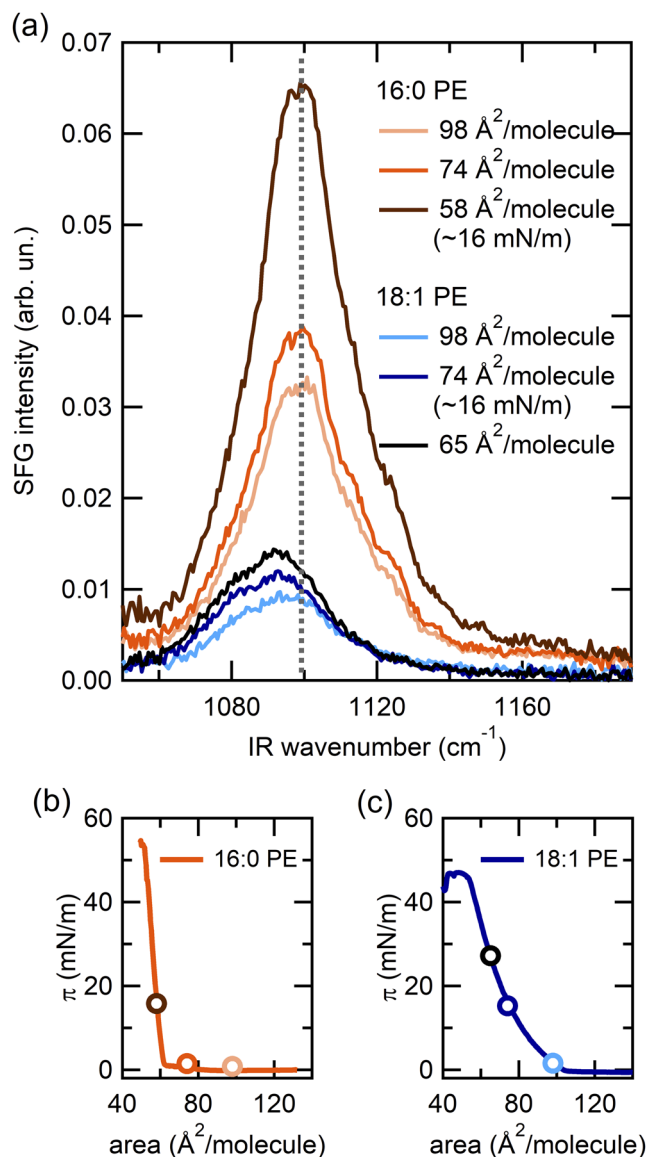 (a)
0.07
0.06
0.05
0.04
0.03
0.02
0.01
0.00
SFG intensity (arb. un.)
16:0 PE
98 Å²/molecule
74 Å²/molecule
58 Å²/molecule
(~16 mN/m)
18:1 PE
98 Å²/molecule
74 Å²/molecule
(~16 mN/m)
65 Å²/molecule
1080 1120 1160
IR wavenumber (cm⁻¹)
(b)
60
40
20
0
π (mN/m)
16:0 PE
40 80 120
area (Å²/molecule)
(c)
60
40
20
0
π (mN/m)
18:1 PE
40 80 120
area (Å²/molecule)